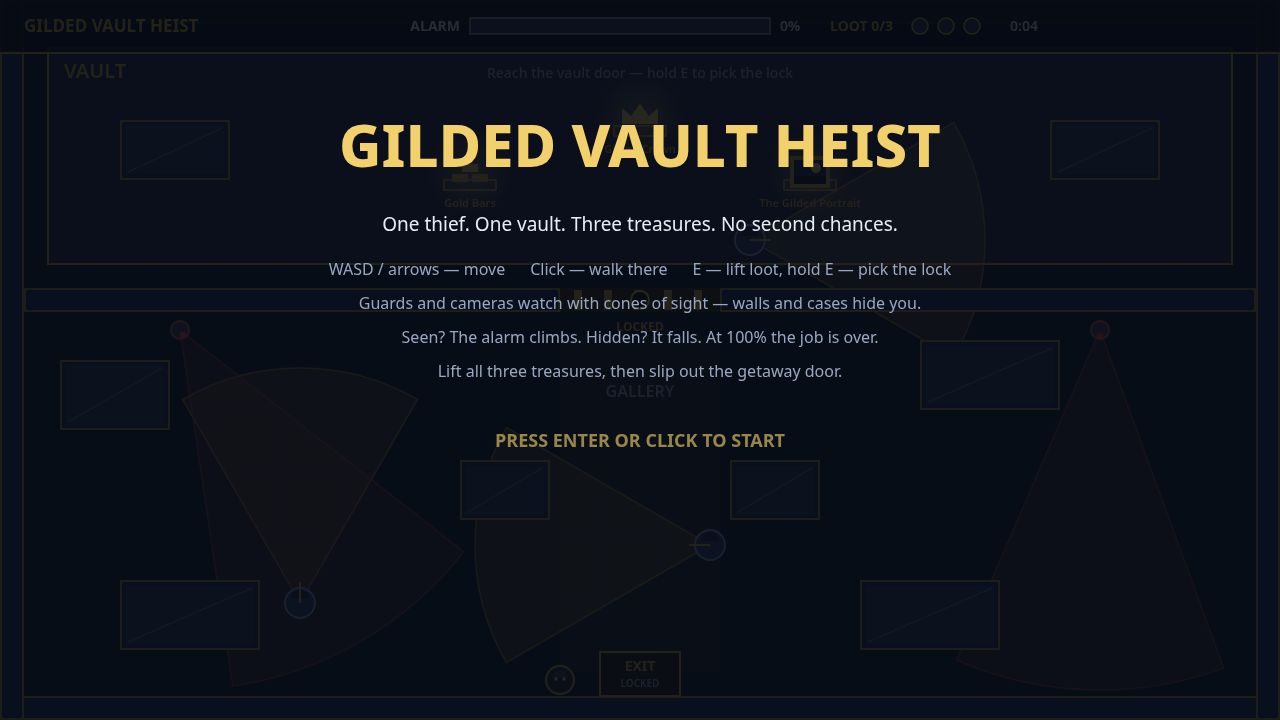 GILDED VAULT HEIST
ALARM 0% LOOT 0/3 0:04
VAULT
Reach the vault door — hold E to pick the lock
GILDED VAULT HEIST
Gold Bars
The Gilded Portrait
One thief. One vault. Three treasures. No second chances.
WASD / arrows — move Click — walk there E — lift loot, hold E — pick the lock
Guards and cameras watch with cones of sight — walls and cases hide you.
LOCKED
Seen? The alarm climbs. Hidden? It falls. At 100% the job is over.
Lift all three treasures, then slip out the getaway door.
GALLERY
PRESS ENTER OR CLICK TO START
EXIT
LOCKED